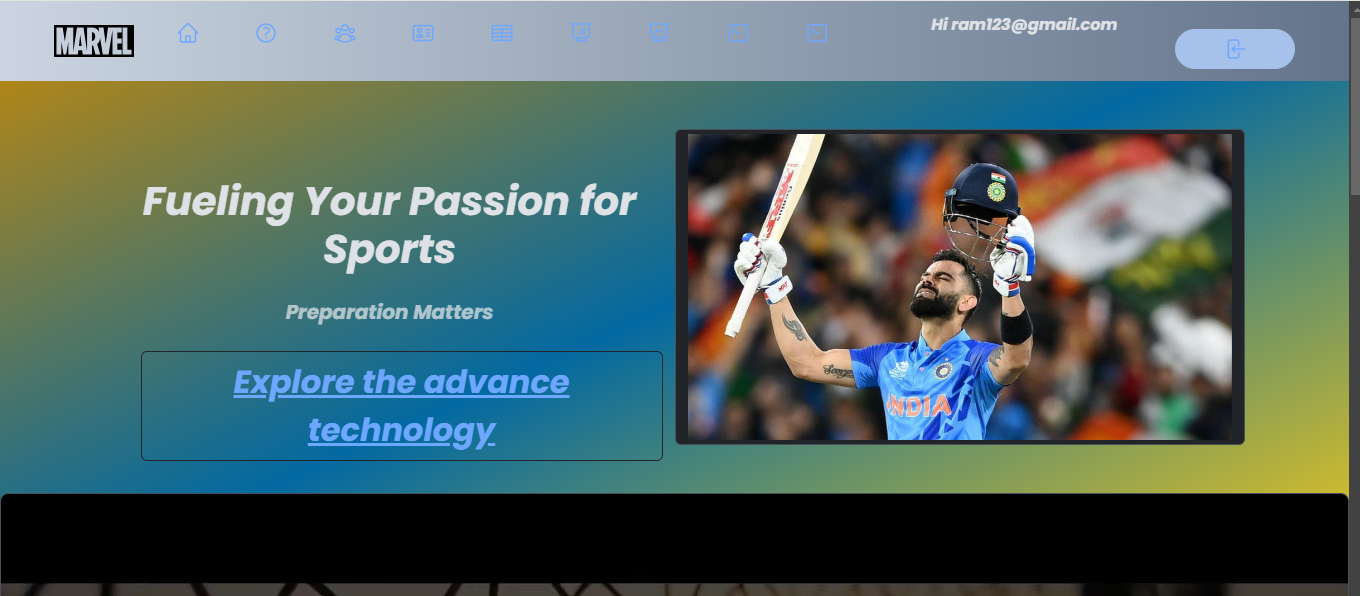 MARVEL
Hi ram123@gmail.com
Fueling Your Passion for
Sports
Preparation Matters
Explore the advance
technology
INDIA